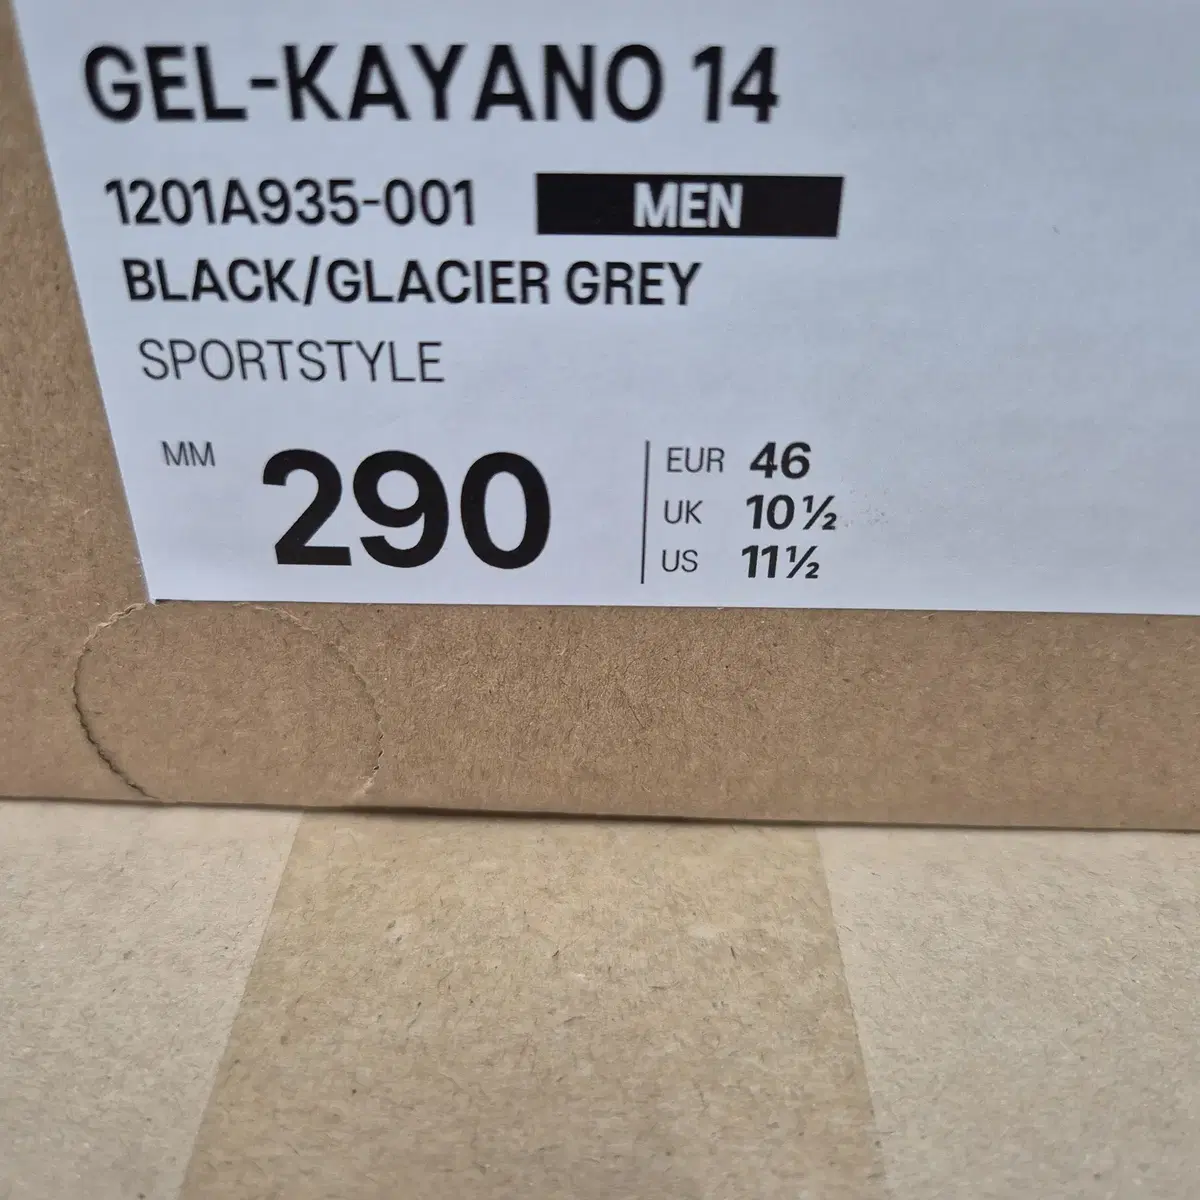 GEL-KAYANO 14
1201A935-001 MEN
BLACK/GLACIER GREY
SPORTSTYLE
MM 290
EUR 46
UK 10½
US 11½